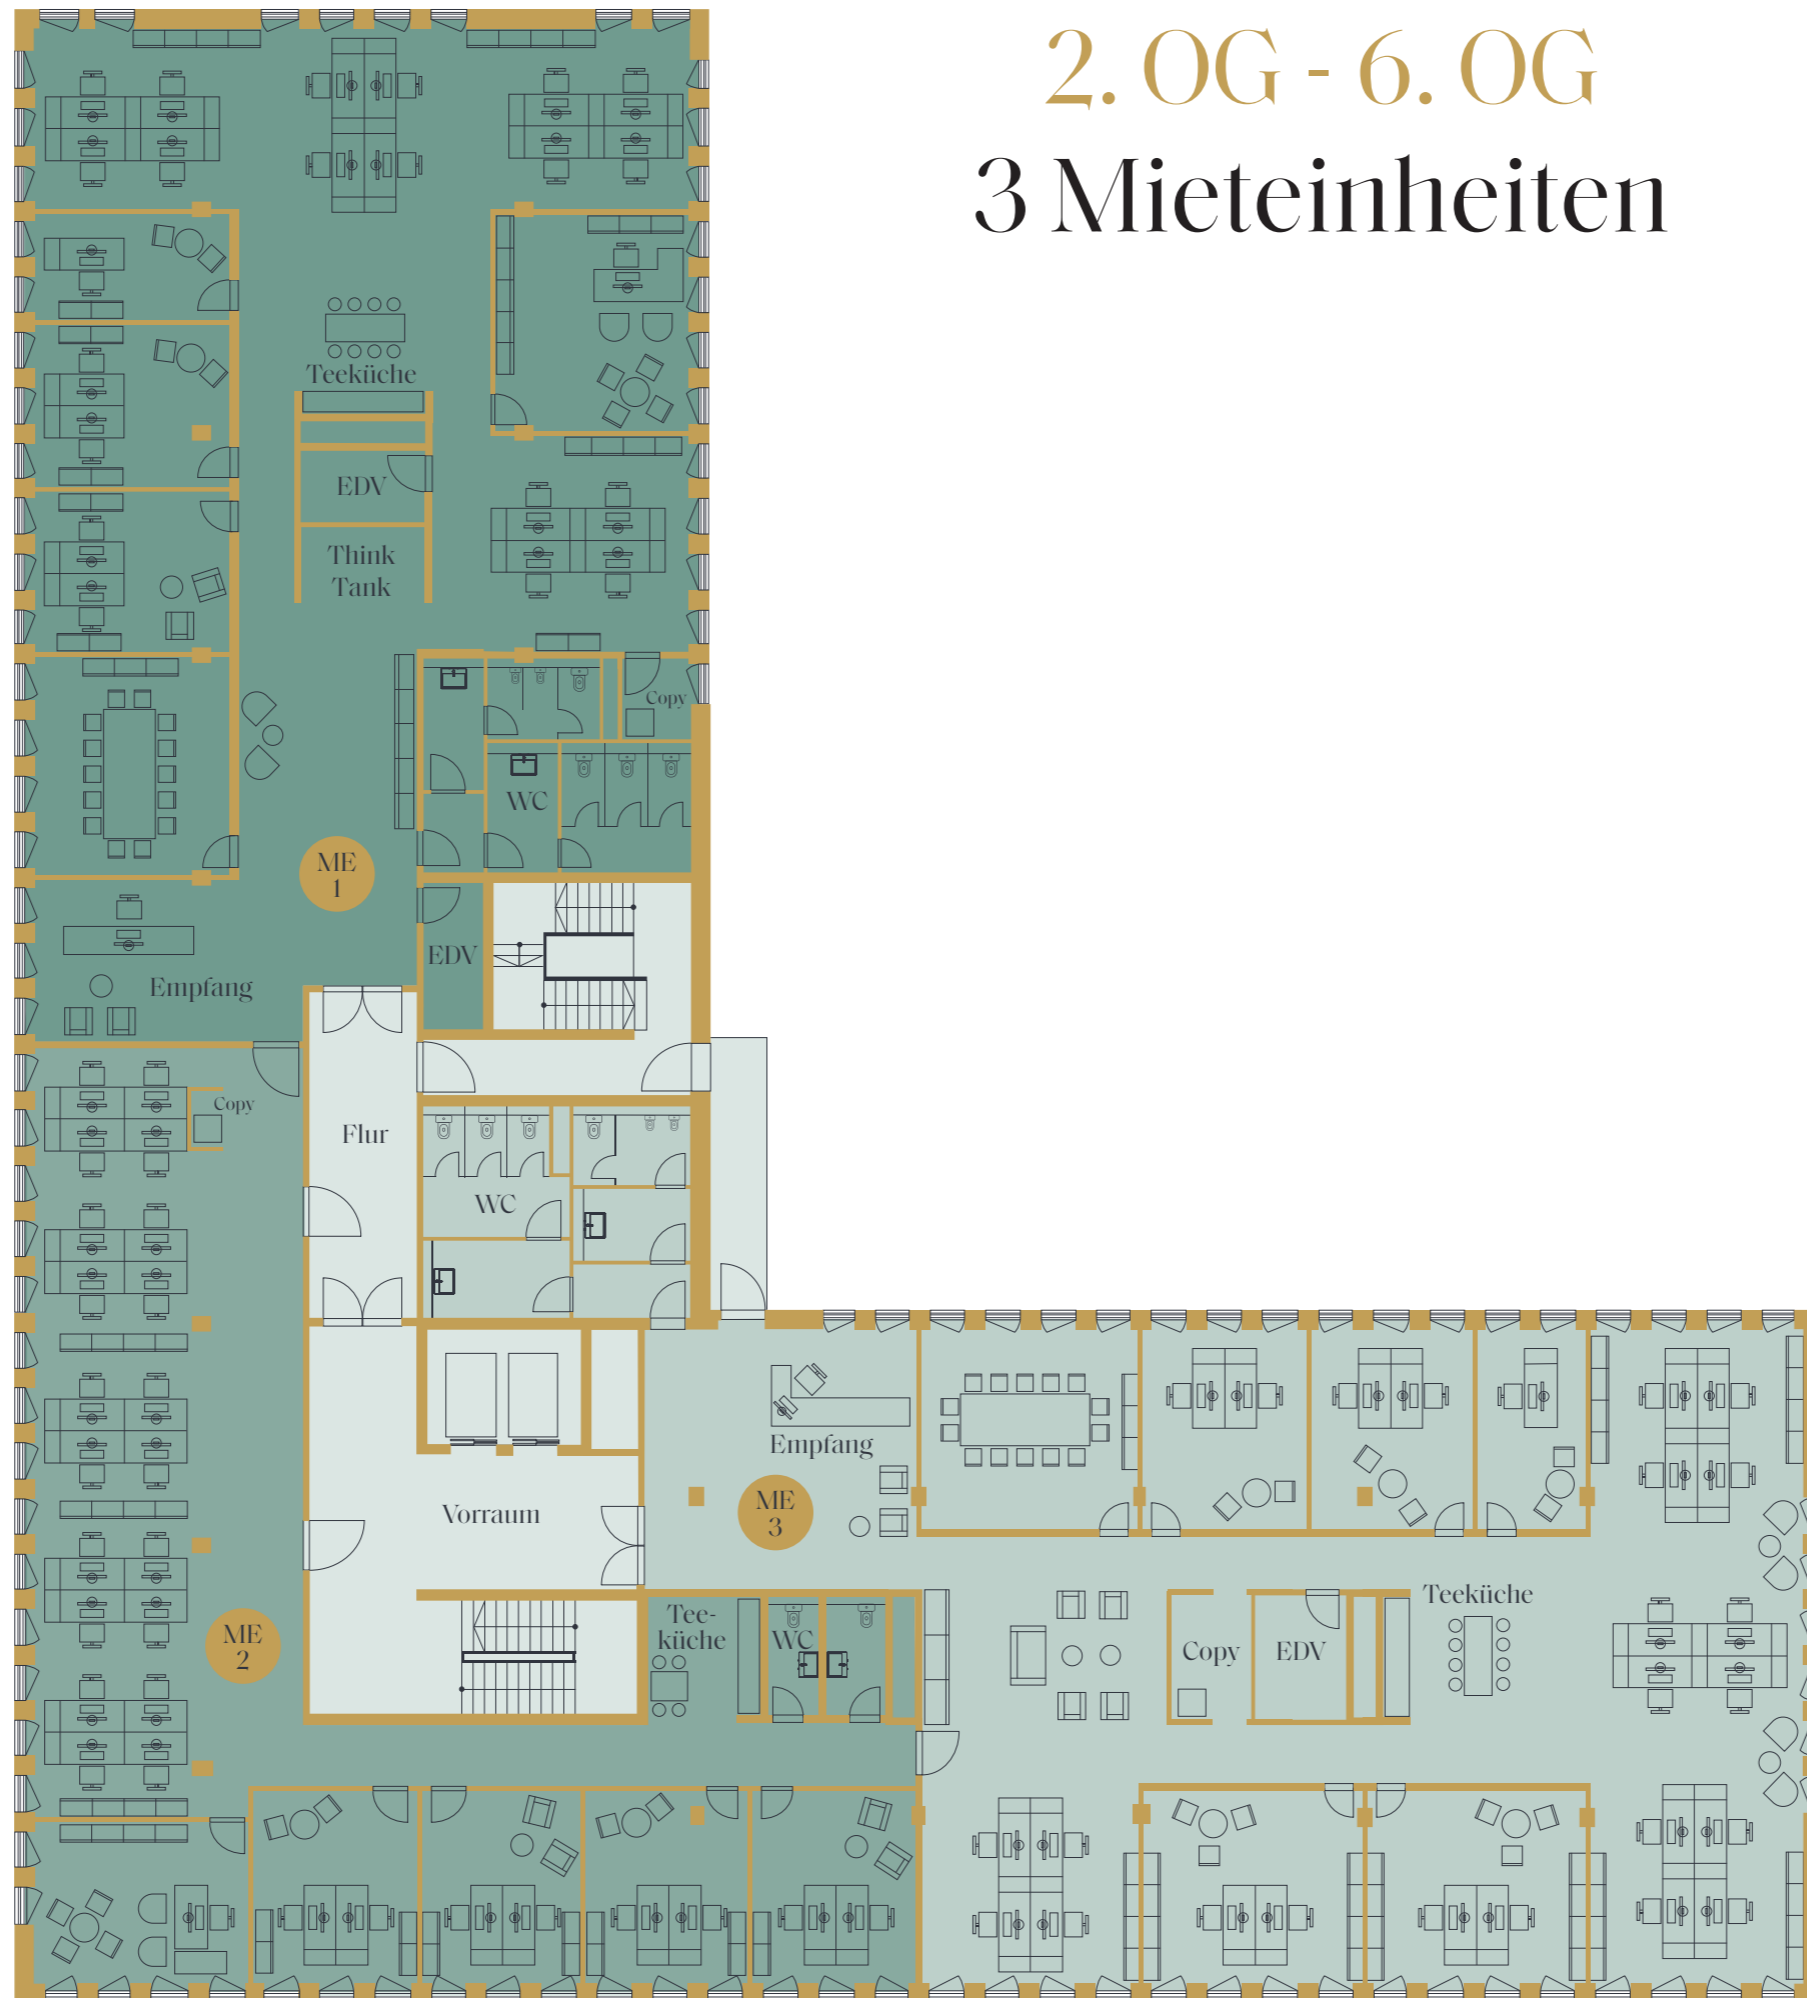 2. OG - 6. OG
3 Mieteinheiten
Teeküche
EDV
Think
Tank
Copy
WC
ME
1
EDV
Empfang
Copy
Flur
WC
Empfang
ME
3
Vorraum
Teeküche
Tee-
küche
WC
Copy
EDV
ME
2